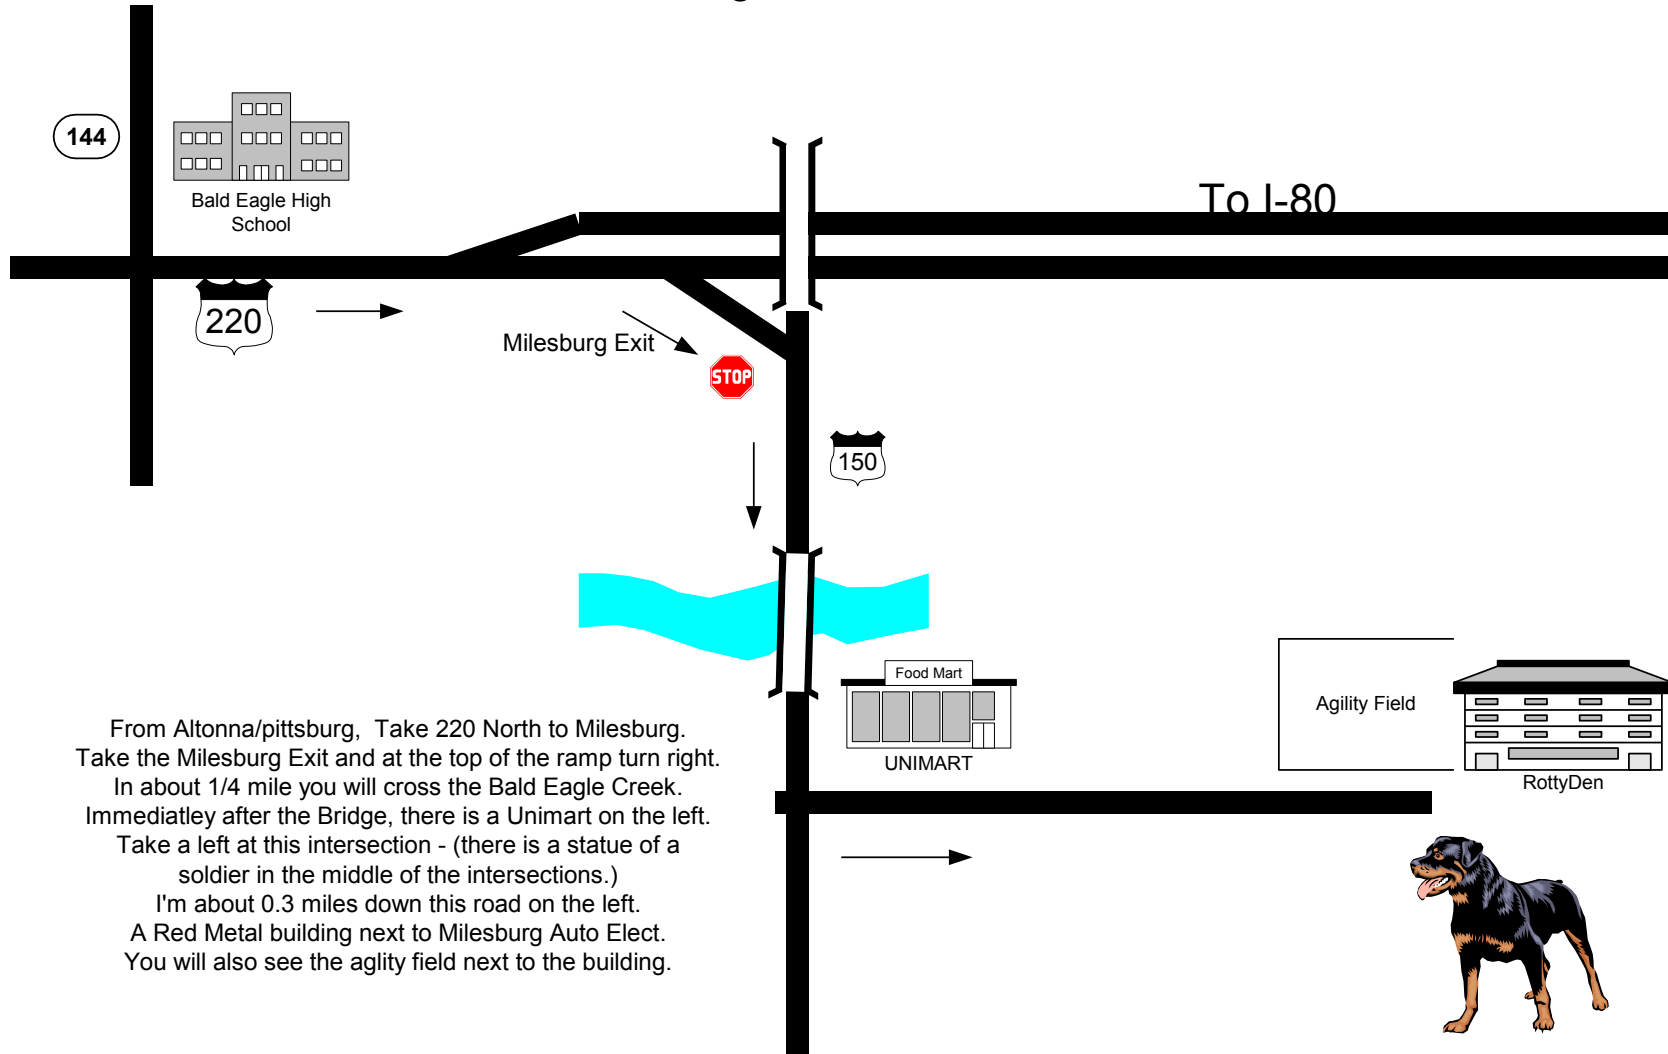 144
Bald Eagle High
School
To I-80
220
Milesburg Exit
STOP
150
Food Mart
UNIMART
Agility Field
RottyDen
From Altonna/pittsburg, Take 220 North to Milesburg.
Take the Milesburg Exit and at the top of the ramp turn right.
In about 1/4 mile you will cross the Bald Eagle Creek.
Immediatley after the Bridge, there is a Unimart on the left.
Take a left at this intersection - (there is a statue of a
soldier in the middle of the intersections.)
I'm about 0.3 miles down this road on the left.
A Red Metal building next to Milesburg Auto Elect.
You will also see the aglity field next to the building.